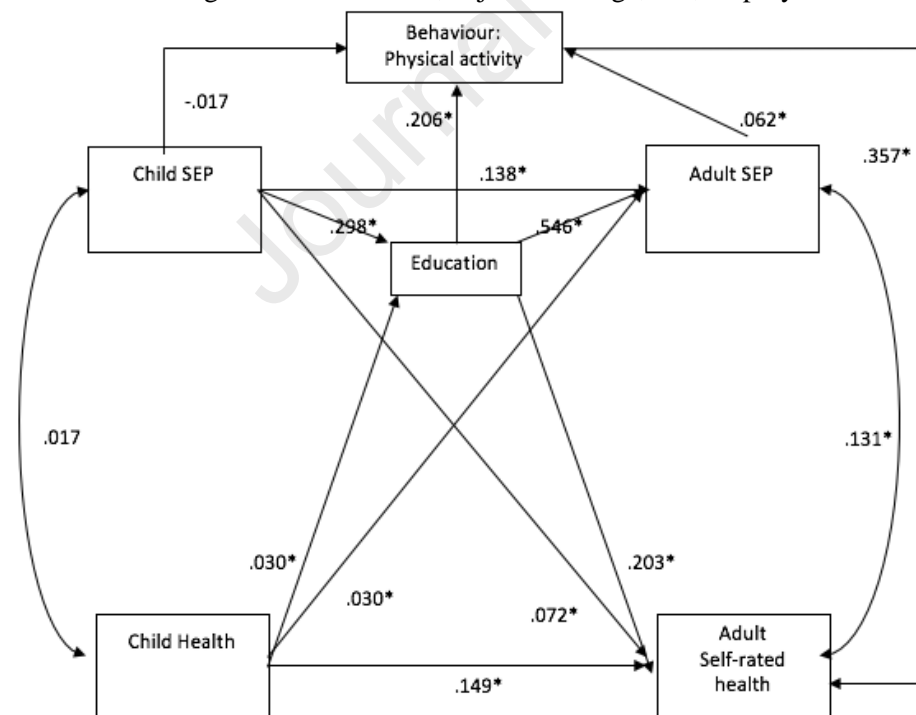 Behaviour:
Physical activity
-.017
.206*
.062*
.357*
Child SEP
.138*
Adult SEP
.298*
.546*
Education
.017
.131*
.030*
.030*
.072*
.203*
Child Health
Adult
Self-rated
health
.149*
Journal